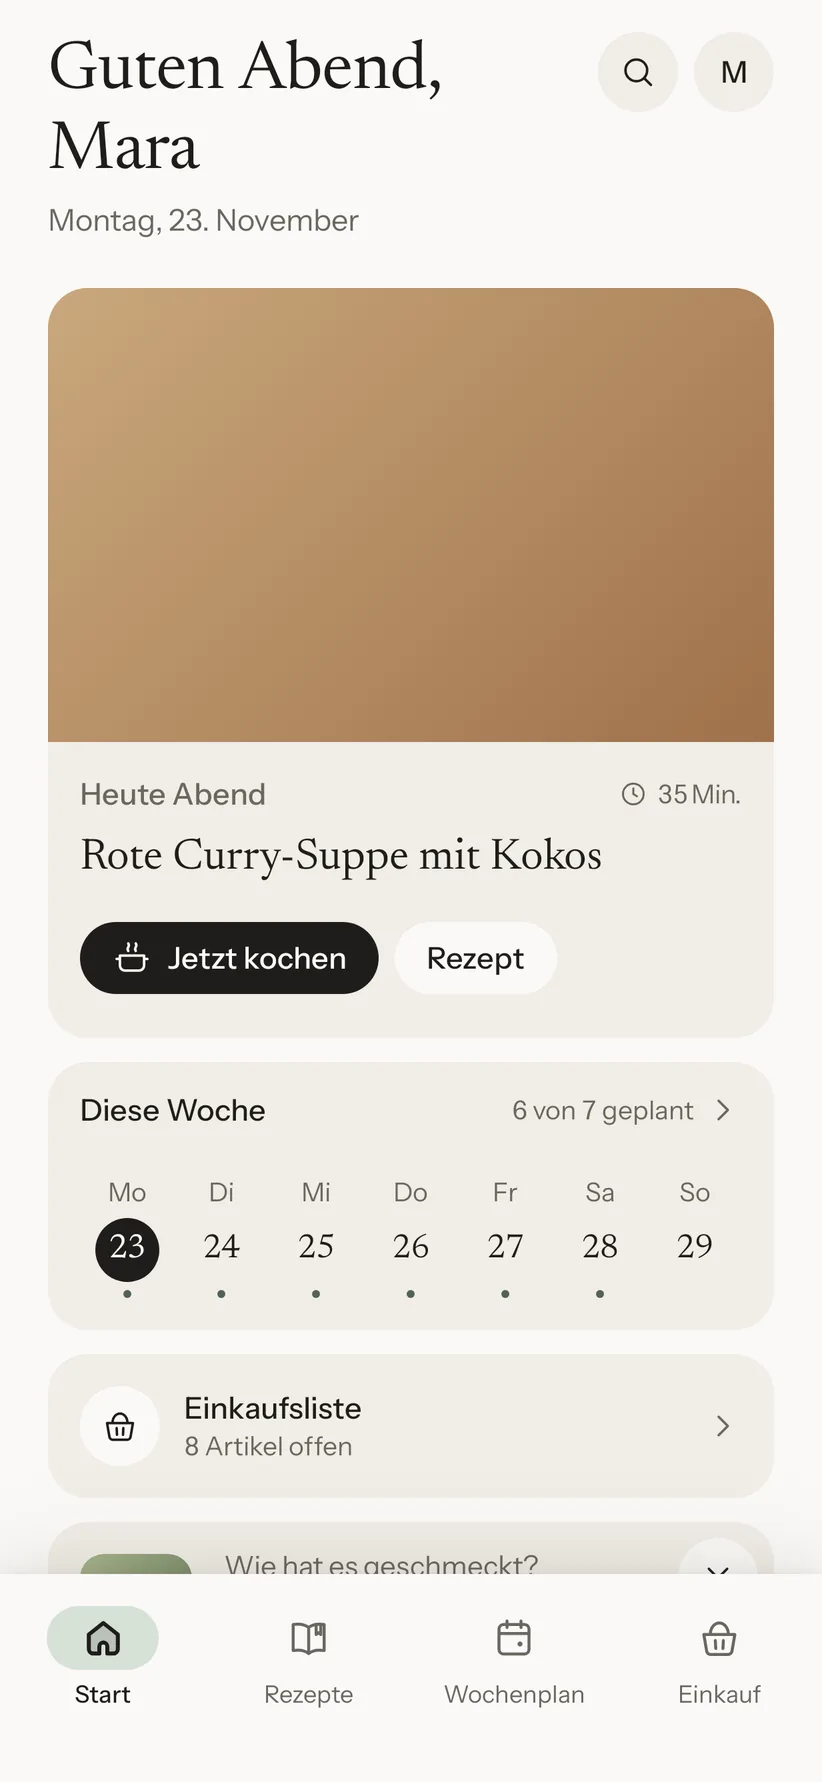 Guten Abend,
Mara
M
Montag, 23. November
Heute Abend
35 Min.
Rote Curry-Suppe mit Kokos
Jetzt kochen
Rezept
Diese Woche
6 von 7 geplant
Mo Di Mi Do Fr Sa So
23 24 25 26 27 28 29
Einkaufsliste
8 Artikel offen
Wie hat es geschmeckt?
Start
Rezepte
Wochenplan
Einkauf